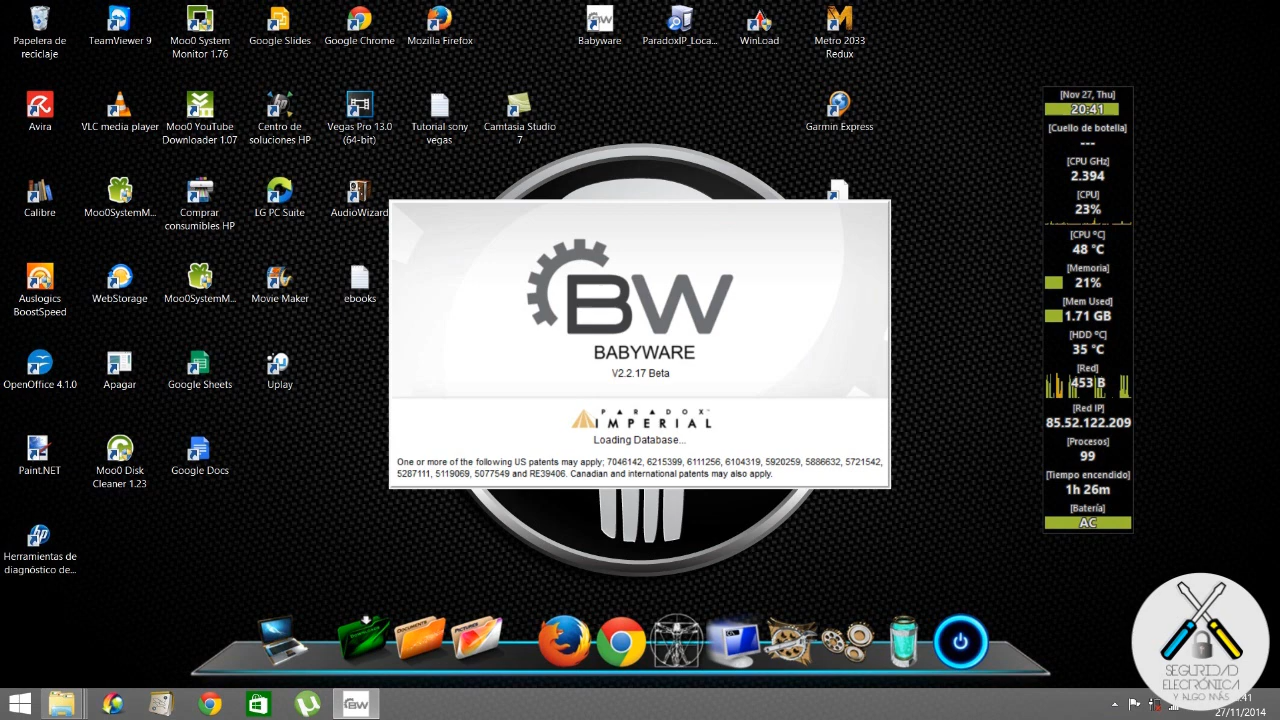 Papelera de
reciclaje
TeamViewer 9
Moo0 System
Monitor 1.76
Google Slides
Google Chrome
Mozilla Firefox
Babyware
ParadoxIP_Loca...
WinLoad
Metro 2033
Redux
Avira
VLC media player
Moo0 YouTube
Downloader 1.07
Centro de
soluciones HP
Vegas Pro 13.0
(64-bit)
Tutorial sony
vegas
Camtasia Studio
7
Garmin Express
Calibre
Moo0SystemM...
Comprar
consumibles HP
LG PC Suite
AudioWizard
Auslogics
BoostSpeed
WebStorage
Moo0SystemM...
Movie Maker
ebooks
OpenOffice 4.1.0
Apagar
Google Sheets
Uplay
Paint.NET
Moo0 Disk
Cleaner 1.23
Google Docs
Herramientas de
diagnóstico de...
BW
BABYWARE
V2.2.17 Beta
PARADOX™
IMPERIAL
Loading Database...
One or more of the following US patents may apply; 7046142, 6215399, 6111256, 6104319, 5920259, 5886632, 5721542,
5287111, 5119069, 5077549 and RE39406. Canadian and international patents may also apply.
[Nov 27, Thu]
20:41
[Cuello de botella]
---
[CPU GHz]
2.394
[CPU]
23%
[CPU °C]
48 °C
[Memoria]
21%
[Mem Used]
1.71 GB
[HDD °C]
35 °C
[Red]
453 B
[Red IP]
85.52.122.209
[Procesos]
99
[Tiempo encendido]
1h 26m
[Batería]
AC
SEGURIDAD
ELECTRÓNICA
Y ALGO MÁS
27/11/2014